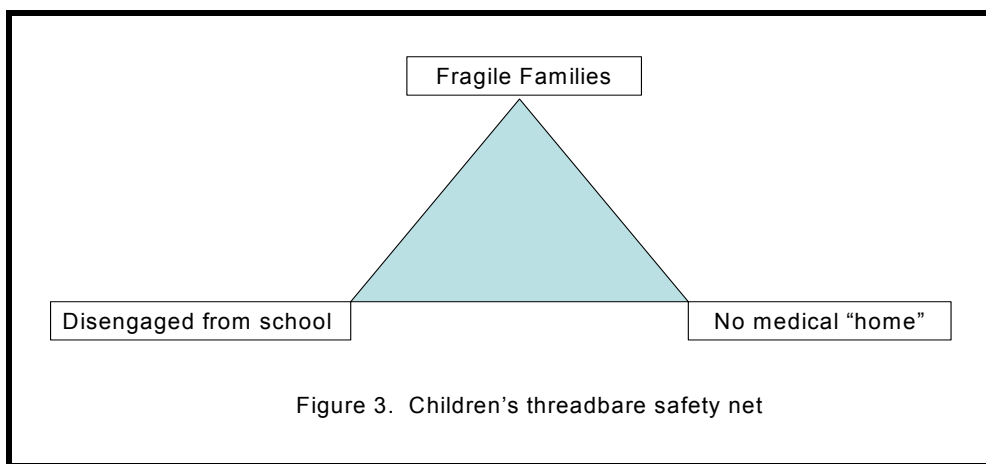 Fragile Families
Disengaged from school
No medical “home”
Figure 3.  Children’s threadbare safety net